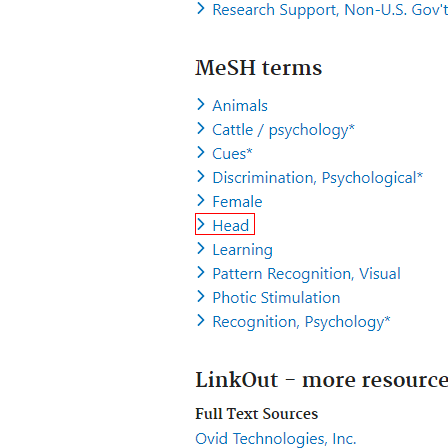 Research Support, Non-U.S. Gov't
MeSH terms
Animals
Cattle / psychology*
Cues*
Discrimination, Psychological*
Female
Head
Learning
Pattern Recognition, Visual
Photic Stimulation
Recognition, Psychology*
LinkOut - more resource
Full Text Sources
Ovid Technologies, Inc.